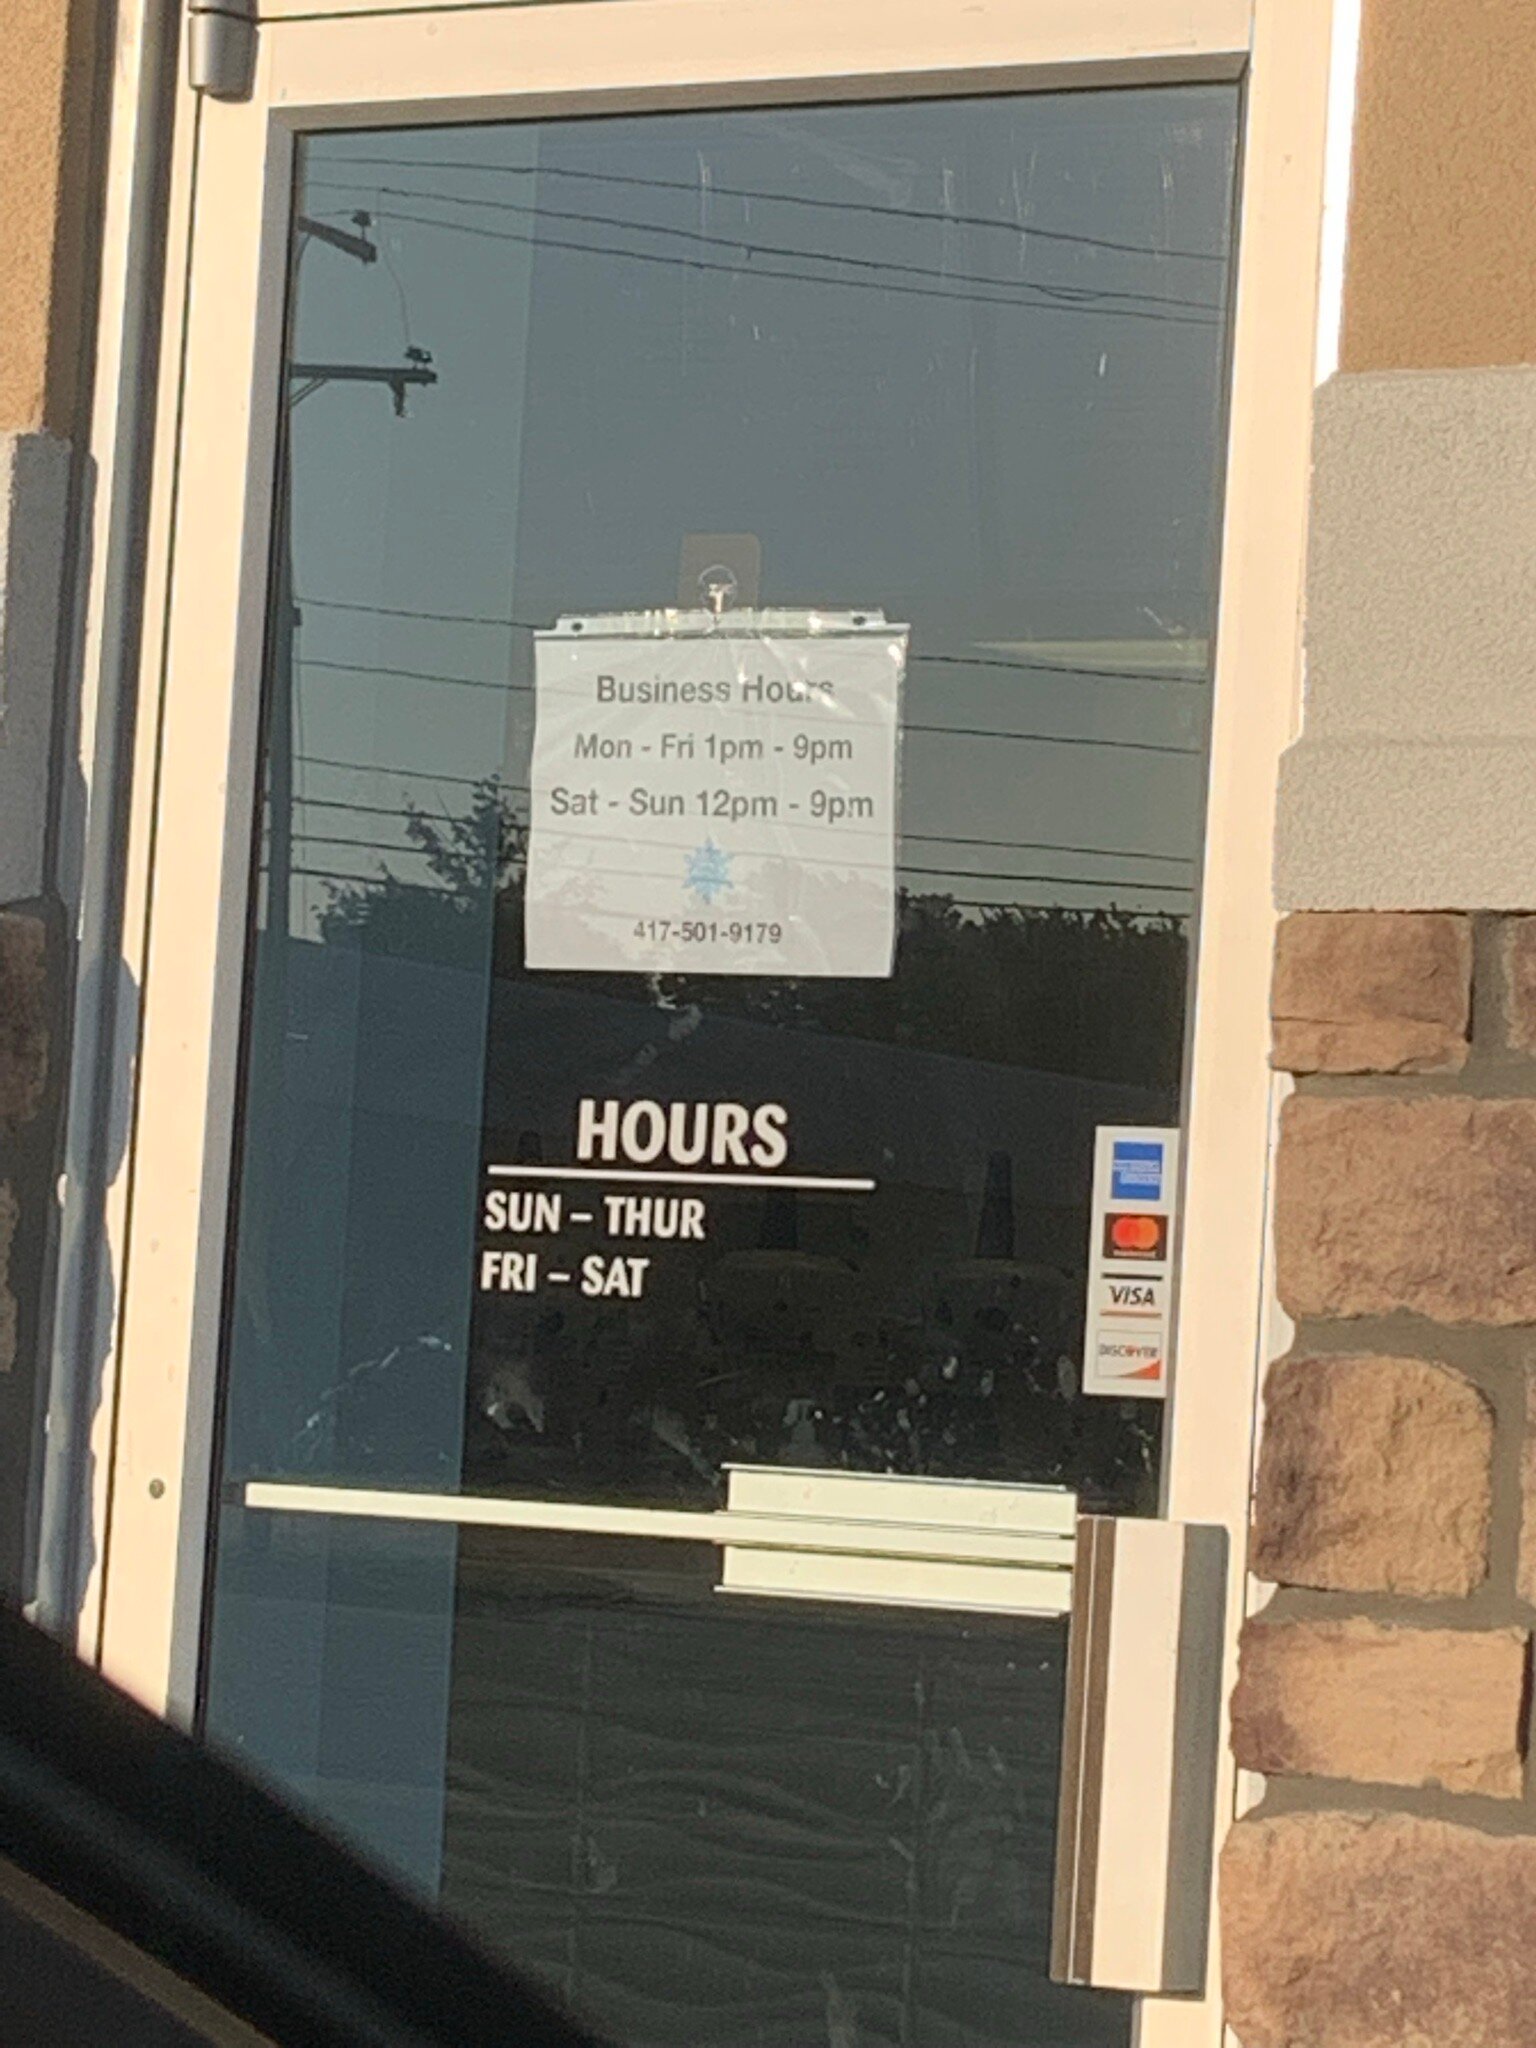 Business Hours
Mon - Fri 1pm - 9pm
Sat - Sun 12pm - 9pm
417-501-9179
HOURS
SUN – THUR
FRI – SAT
VISA
DISCOVER